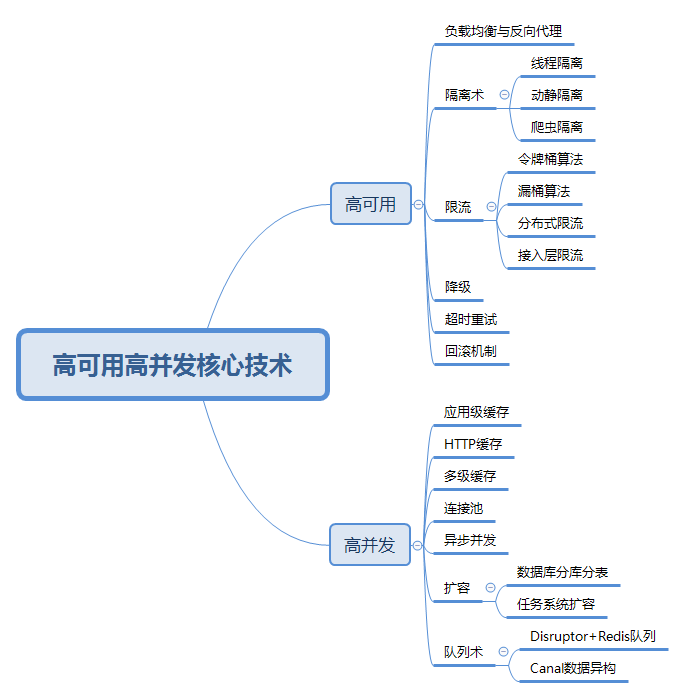 高可用高并发核心技术
高可用
负载均衡与反向代理
隔离术
线程隔离
动静隔离
爬虫隔离
限流
令牌桶算法
漏桶算法
分布式限流
接入层限流
降级
超时重试
回滚机制
高并发
应用级缓存
HTTP缓存
多级缓存
连接池
异步并发
扩容
数据库分库分表
任务系统扩容
队列术
Disruptor+Redis队列
Canal数据异构